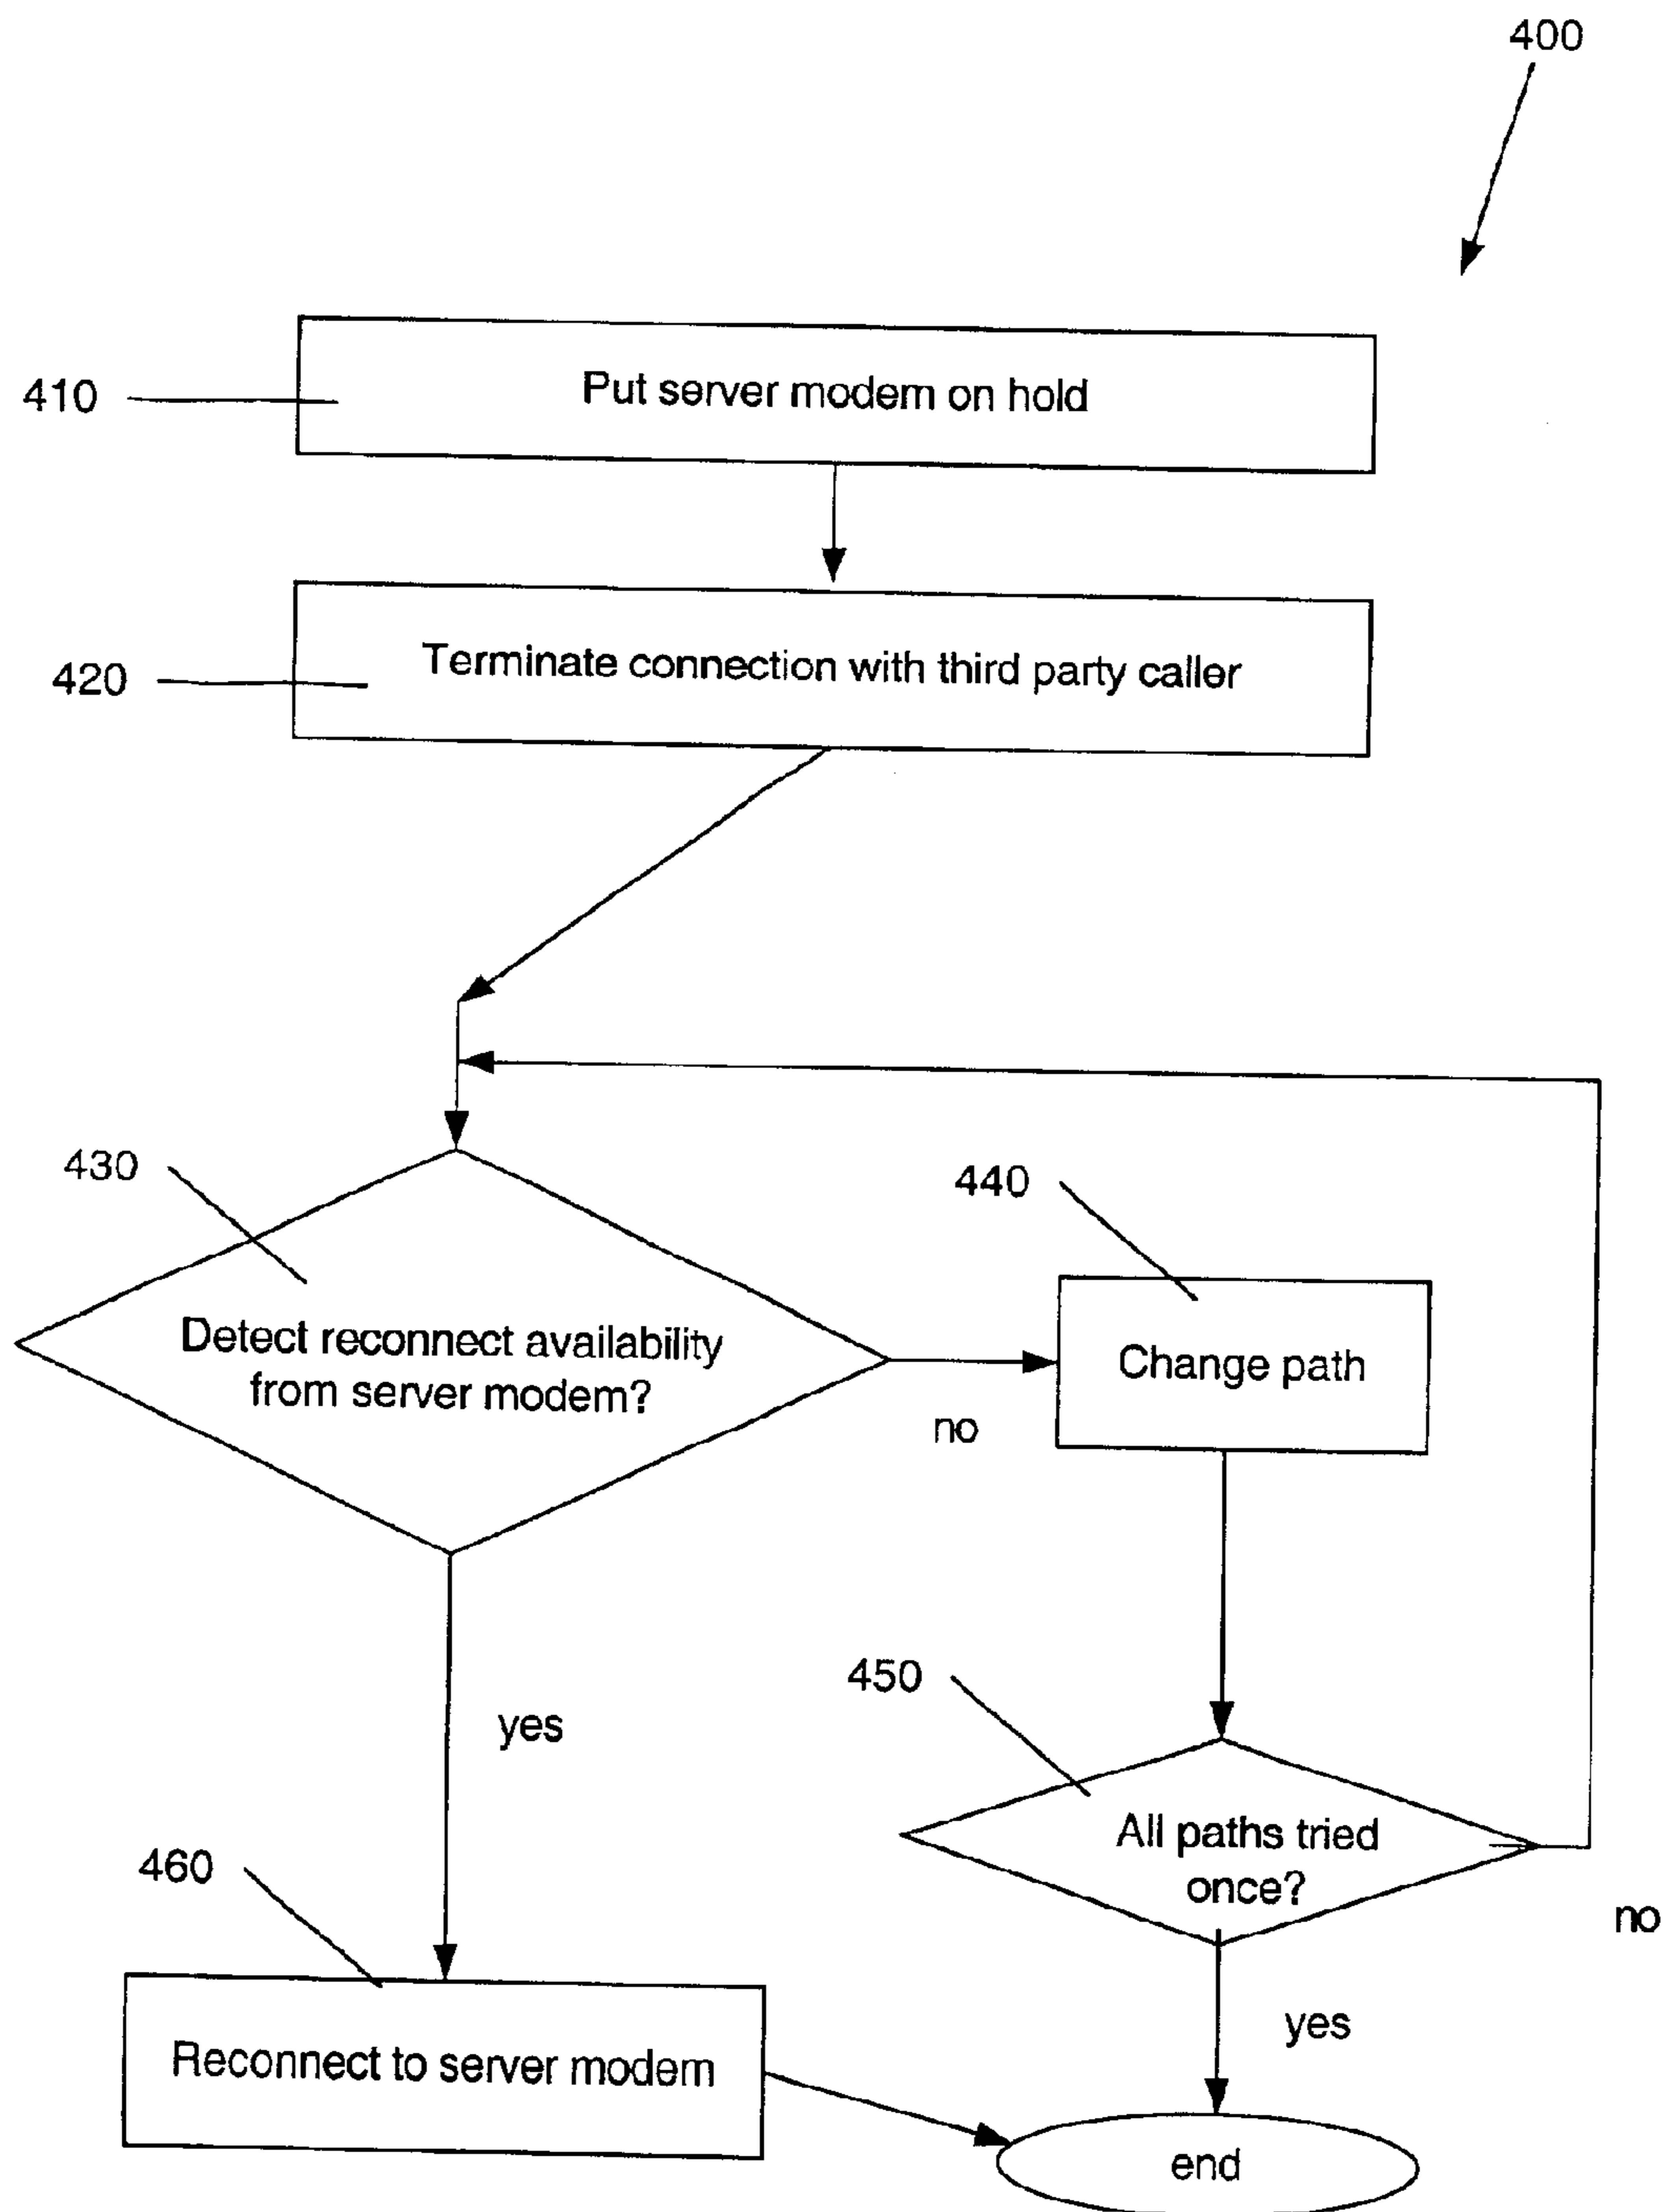 400
410
Put server modem on hold
420
Terminate connection with third party caller
430
440
Detect reconnect availability
from server modem?
Change path
no
450
yes
All paths tried
once?
460
no
Reconnect to server modem
yes
end